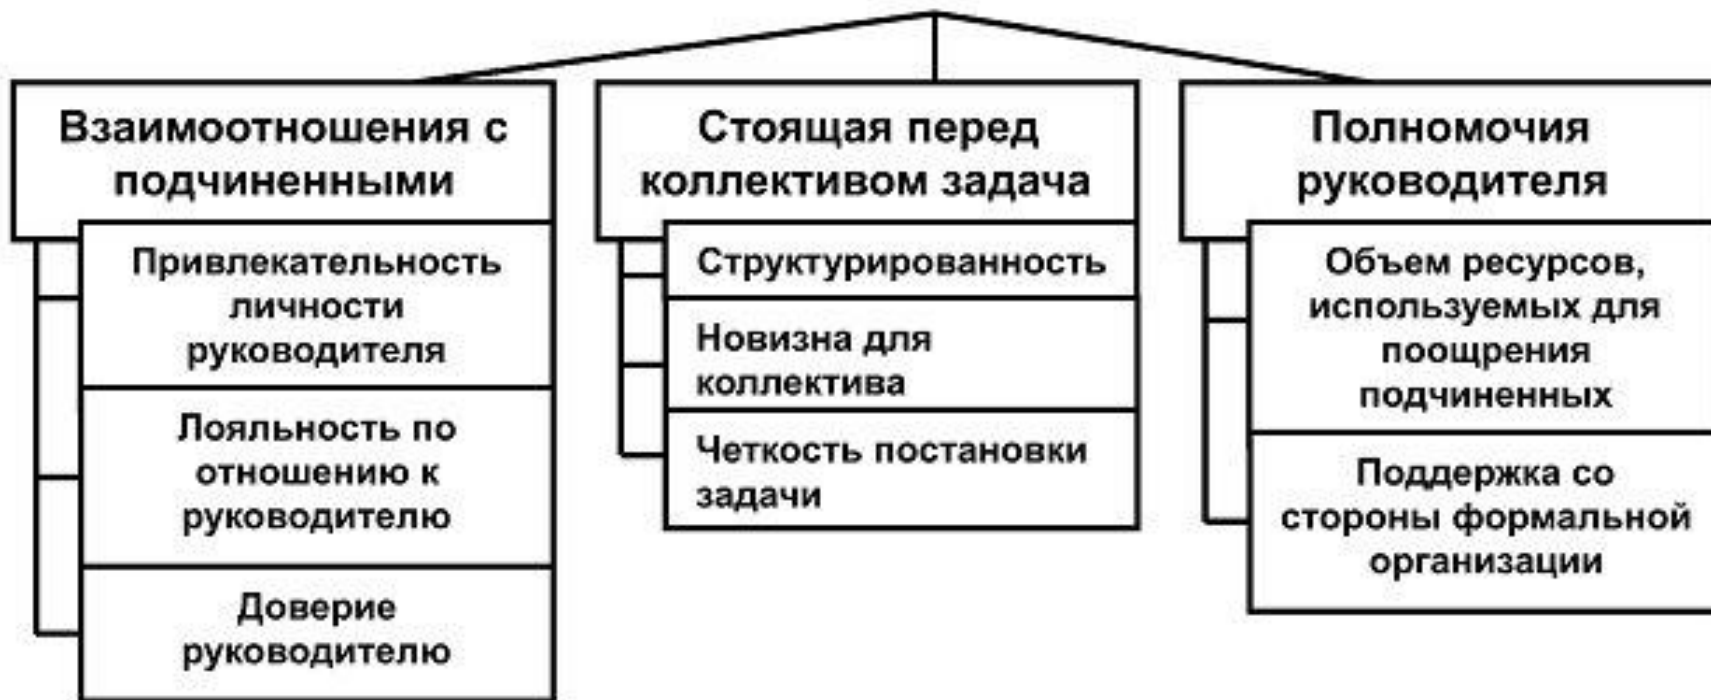 Взаимоотношения с
подчиненными
Привлекательность
личности
руководителя
Лояльность по
отношению к
руководителю
Доверие
руководителю
Стоящая перед
коллективом задача
Структурированность
Новизна для
коллектива
Четкость постановки
задачи
Полномочия
руководителя
Объем ресурсов,
используемых для
поощрения
подчиненных
Поддержка со
стороны формальной
организации